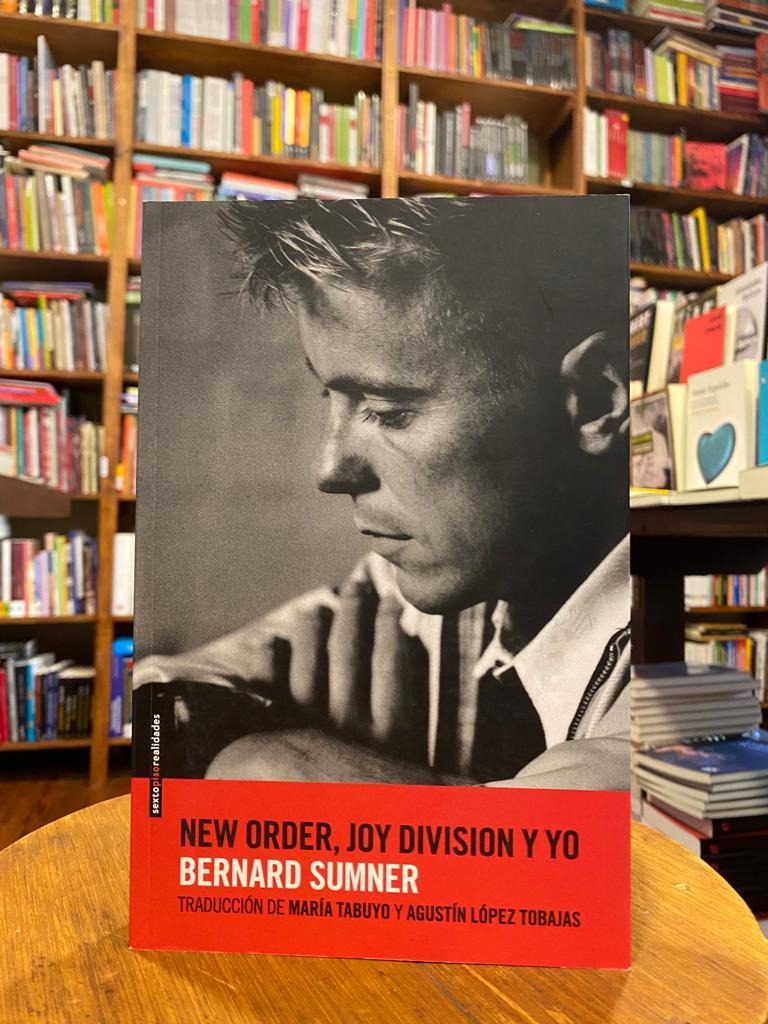 sextopisorealidades
NEW ORDER, JOY DIVISION Y YO
BERNARD SUMNER
TRADUCCIÓN DE MARÍA TABUYO Y AGUSTÍN LÓPEZ TOBAJAS